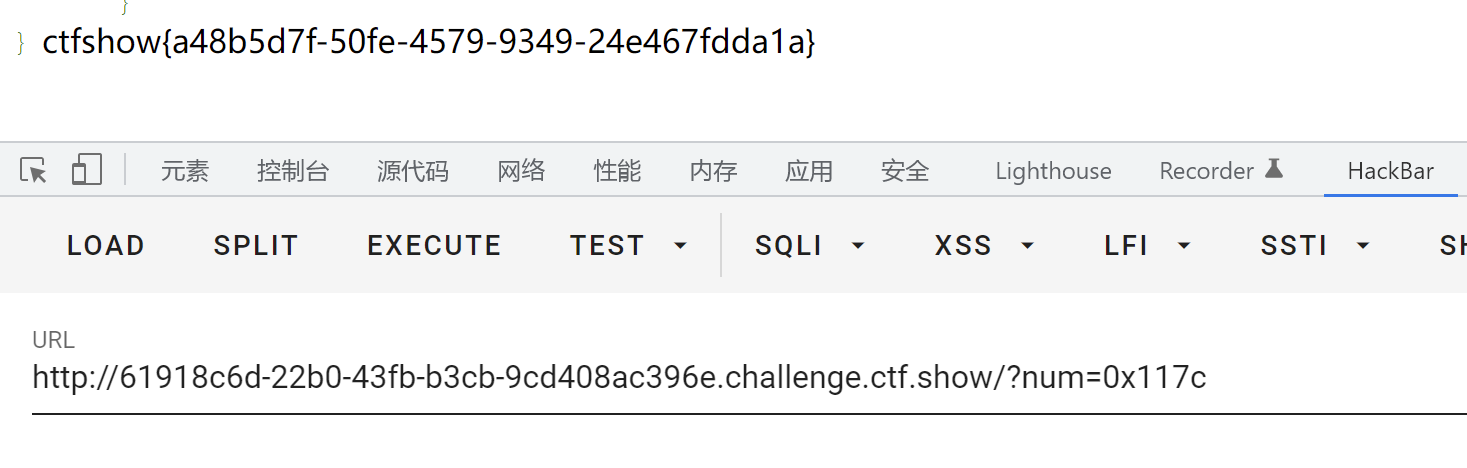 }
} ctfshow{a48b5d7f-50fe-4579-9349-24e467fdda1a}
元素 控制台 源代码 网络 性能 内存 应用 安全 Lighthouse Recorder HackBar
LOAD SPLIT EXECUTE TEST SQLI XSS LFI SSTI
URL
http://61918c6d-22b0-43fb-b3cb-9cd408ac396e.challenge.ctf.show/?num=0x117c